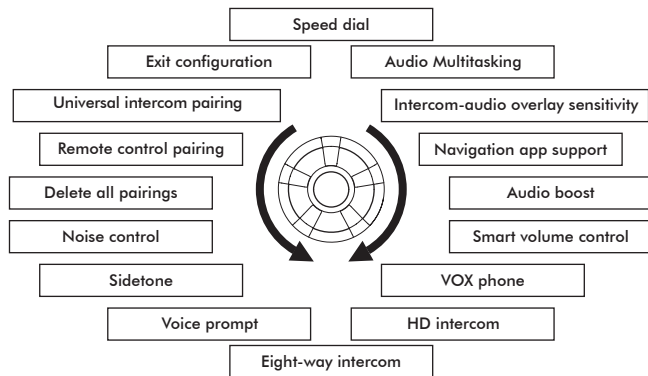 Speed dial
Exit configuration
Audio Multitasking
Universal intercom pairing
Intercom-audio overlay sensitivity
Remote control pairing
Navigation app support
Delete all pairings
Audio boost
Noise control
Smart volume control
Sidetone
VOX phone
Voice prompt
HD intercom
Eight-way intercom